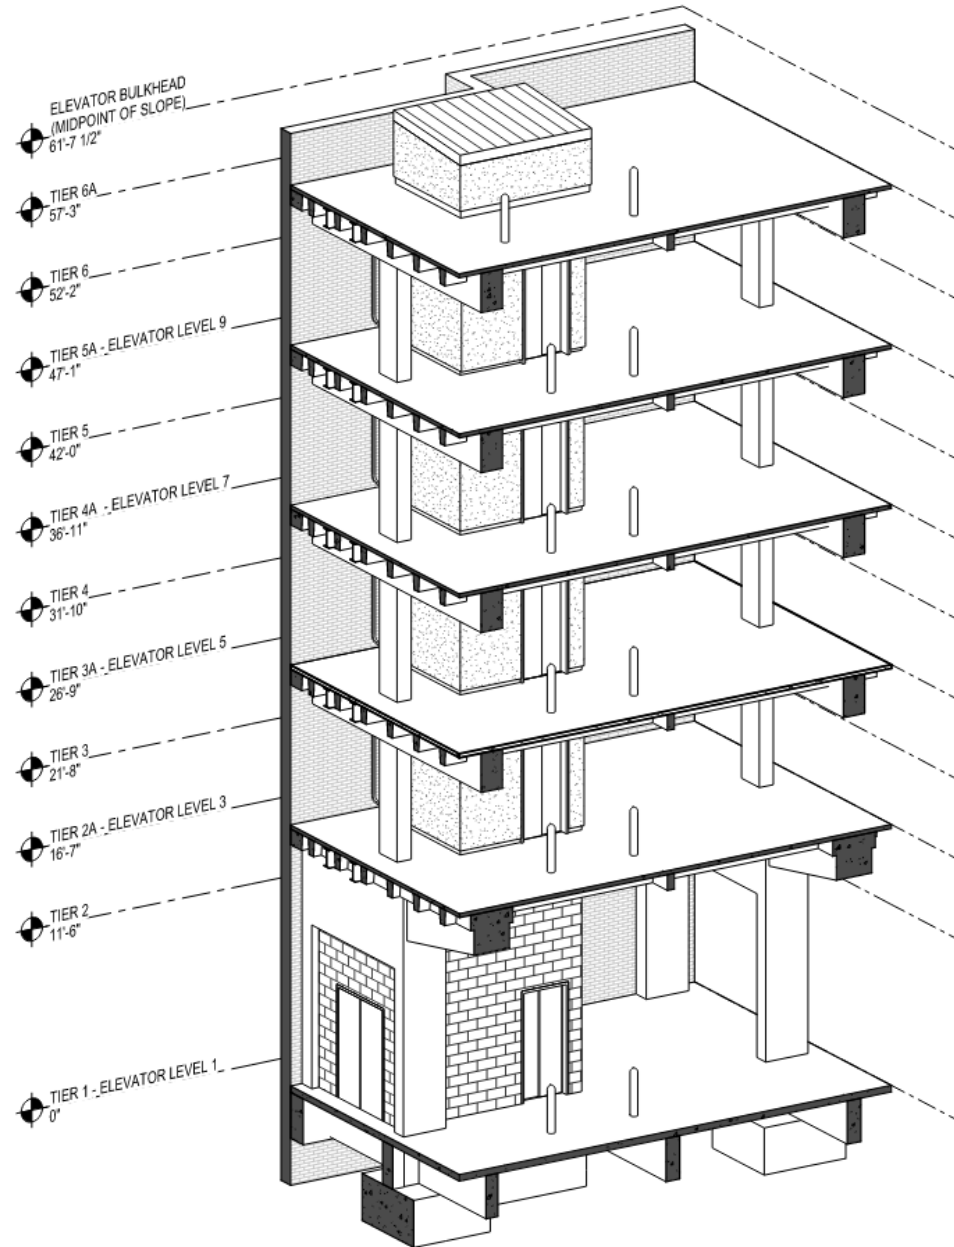 ELEVATOR BULKHEAD
(MIDPOINT OF SLOPE)
61'-7 1/2"
TIER 6A
57'-3"
TIER 6
52'-2"
TIER 5A - ELEVATOR LEVEL 9
47'-1"
TIER 5
42'-0"
TIER 4A - ELEVATOR LEVEL 7
36'-11"
TIER 4
31'-10"
TIER 3A - ELEVATOR LEVEL 5
26'-9"
TIER 3
21'-8"
TIER 2A - ELEVATOR LEVEL 3
16'-7"
TIER 2
11'-6"
TIER 1 - ELEVATOR LEVEL 1
0"